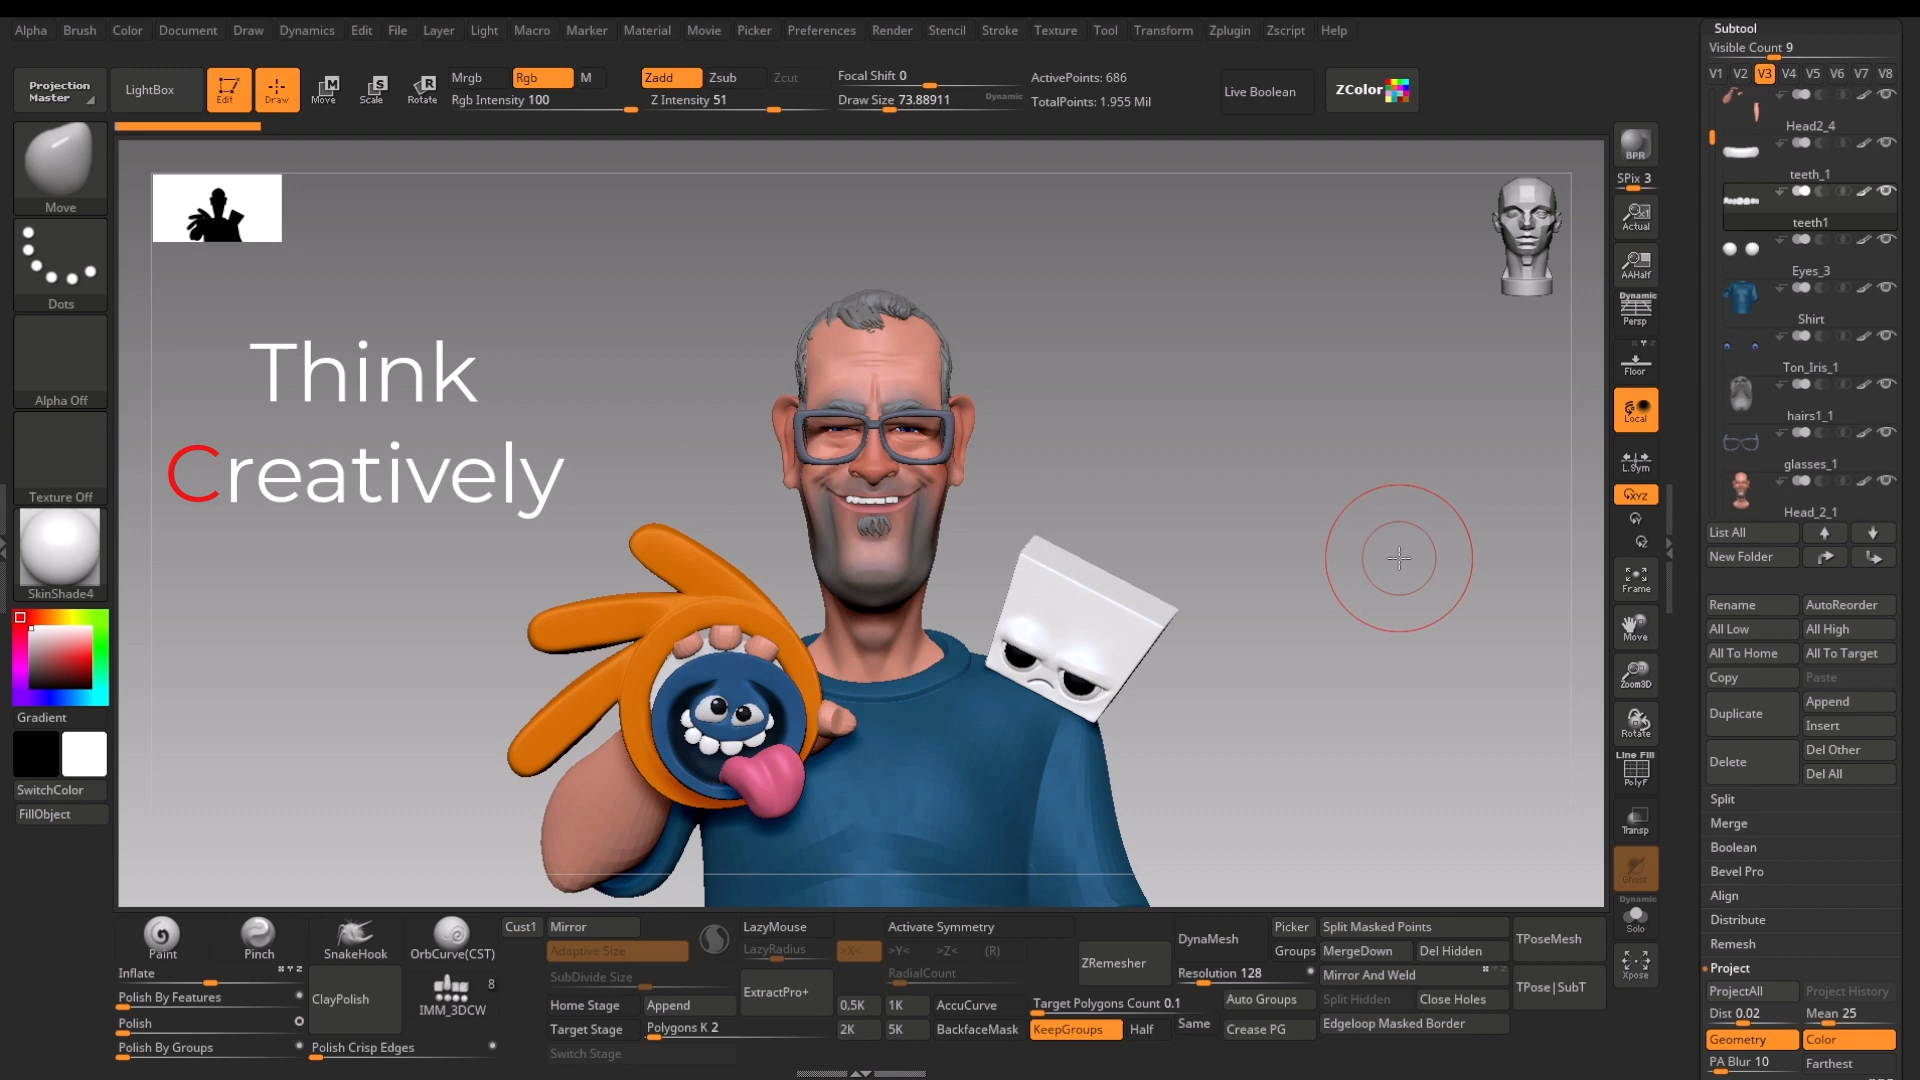 Alpha Brush Color Document Draw Dynamics Edit File Layer Light Macro Marker Material Movie Picker Preferences Render Stencil Stroke Texture Tool Transform Zplugin Zscript Help
Projection Master
LightBox
Edit
Draw
Move
Scale
Rotate
Mrgb Rgb M
Rgb Intensity 100
Zadd Zsub Zcut
Z Intensity 51
Focal Shift 0
Draw Size 73.88911 Dynamic
ActivePoints: 686
TotalPoints: 1.955 Mil
Live Boolean
ZColor
Move
Dots
Alpha Off
Texture Off
SkinShade4
Gradient
SwitchColor
FillObject
Think
Creatively
BPR
SPix 3
Actual
AAHalf
Dynamic
Persp
Floor
Local
L.Sym
XYZ
Frame
Move
Zoom3D
Rotate
Line Fill
PolyF
Transp
Ghost
Dynamic
Solo
Xpose
Subtool
Visible Count 9
V1 V2 V3 V4 V5 V6 V7 V8
Head2_4
teeth_1
teeth1
Eyes_3
Shirt
Ton_Iris_1
hairs1_1
glasses_1
Head_2_1
List All
New Folder
Rename AutoReorder
All Low All High
All To Home All To Target
Copy Paste
Duplicate Append
Insert
Delete Del Other
Del All
Split
Merge
Boolean
Bevel Pro
Align
Distribute
Remesh
Project
ProjectAll Project History
Dist 0.02 Mean 25
Geometry Color
PA Blur 10 Farthest
Paint Pinch SnakeHook OrbCurve(CST)
Inflate
Polish By Features
Polish
Polish By Groups
ClayPolish
Polish Crisp Edges
8
IMM_3DCW
Cust1 Mirror
Adaptive Size
SubDivide Size
Home Stage Append
Target Stage Polygons K 2
Switch Stage
LazyMouse
LazyRadius
ExtractPro+
Activate Symmetry
>X< >Y< >Z< (R)
RadialCount
0,5K 1K AccuCurve
2K 5K BackfaceMask
ZRemesher
Target Polygons Count 0.1
KeepGroups Half Same
DynaMesh
Resolution 128
Auto Groups
Crease PG
Picker
Groups
Split Masked Points
MergeDown Del Hidden
Mirror And Weld
Split Hidden Close Holes
Edgeloop Masked Border
TPoseMesh
TPose|SubT